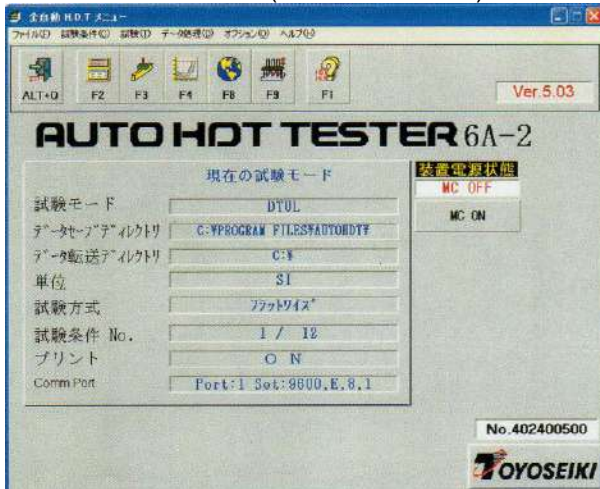 全自動 H.D.T メニュー
ファイル(F) 試験条件(C) 試験(T) データ処理(D) オプション(O) ヘルプ(H)
ALT+Q F2 F3 F4 F8 F9 F1
Ver.5.03
AUTO HDT TESTER 6A-2
現在の試験モード
装置電源状態
MC OFF
MC ON
試験モード DTUL
データセーブディレクトリ C:¥PROGRAM FILES¥AUTOHDT¥
データ転送ディレクトリ C:¥
単位 SI
試験方式 フラットワイズ
試験条件 No. 1 / 12
プリント ON
Comm Port Port:1 Set:9600,E,8,1
No.402400500
TOYOSEIKI